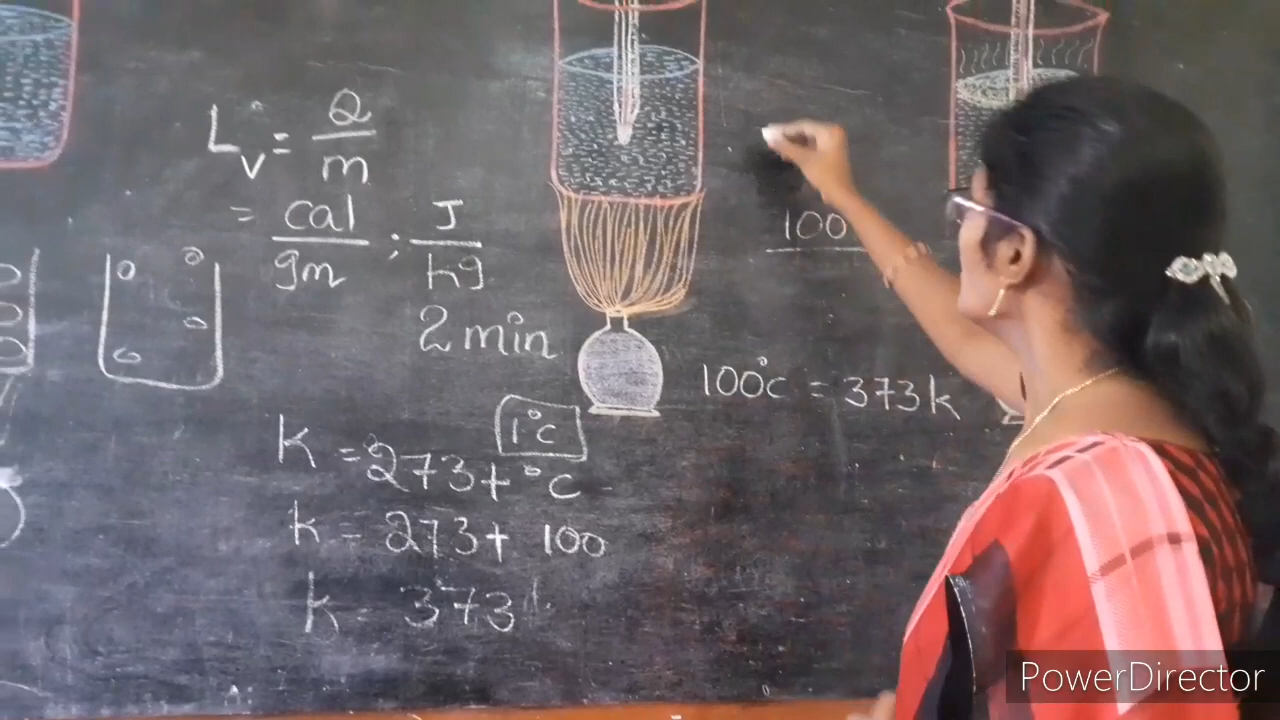 Lv = Q/m
= cal/gm ; J/kg
2 min
1°c
K = 273 + °c
k = 273 + 100
k = 373
100
100°c = 373k
PowerDirector